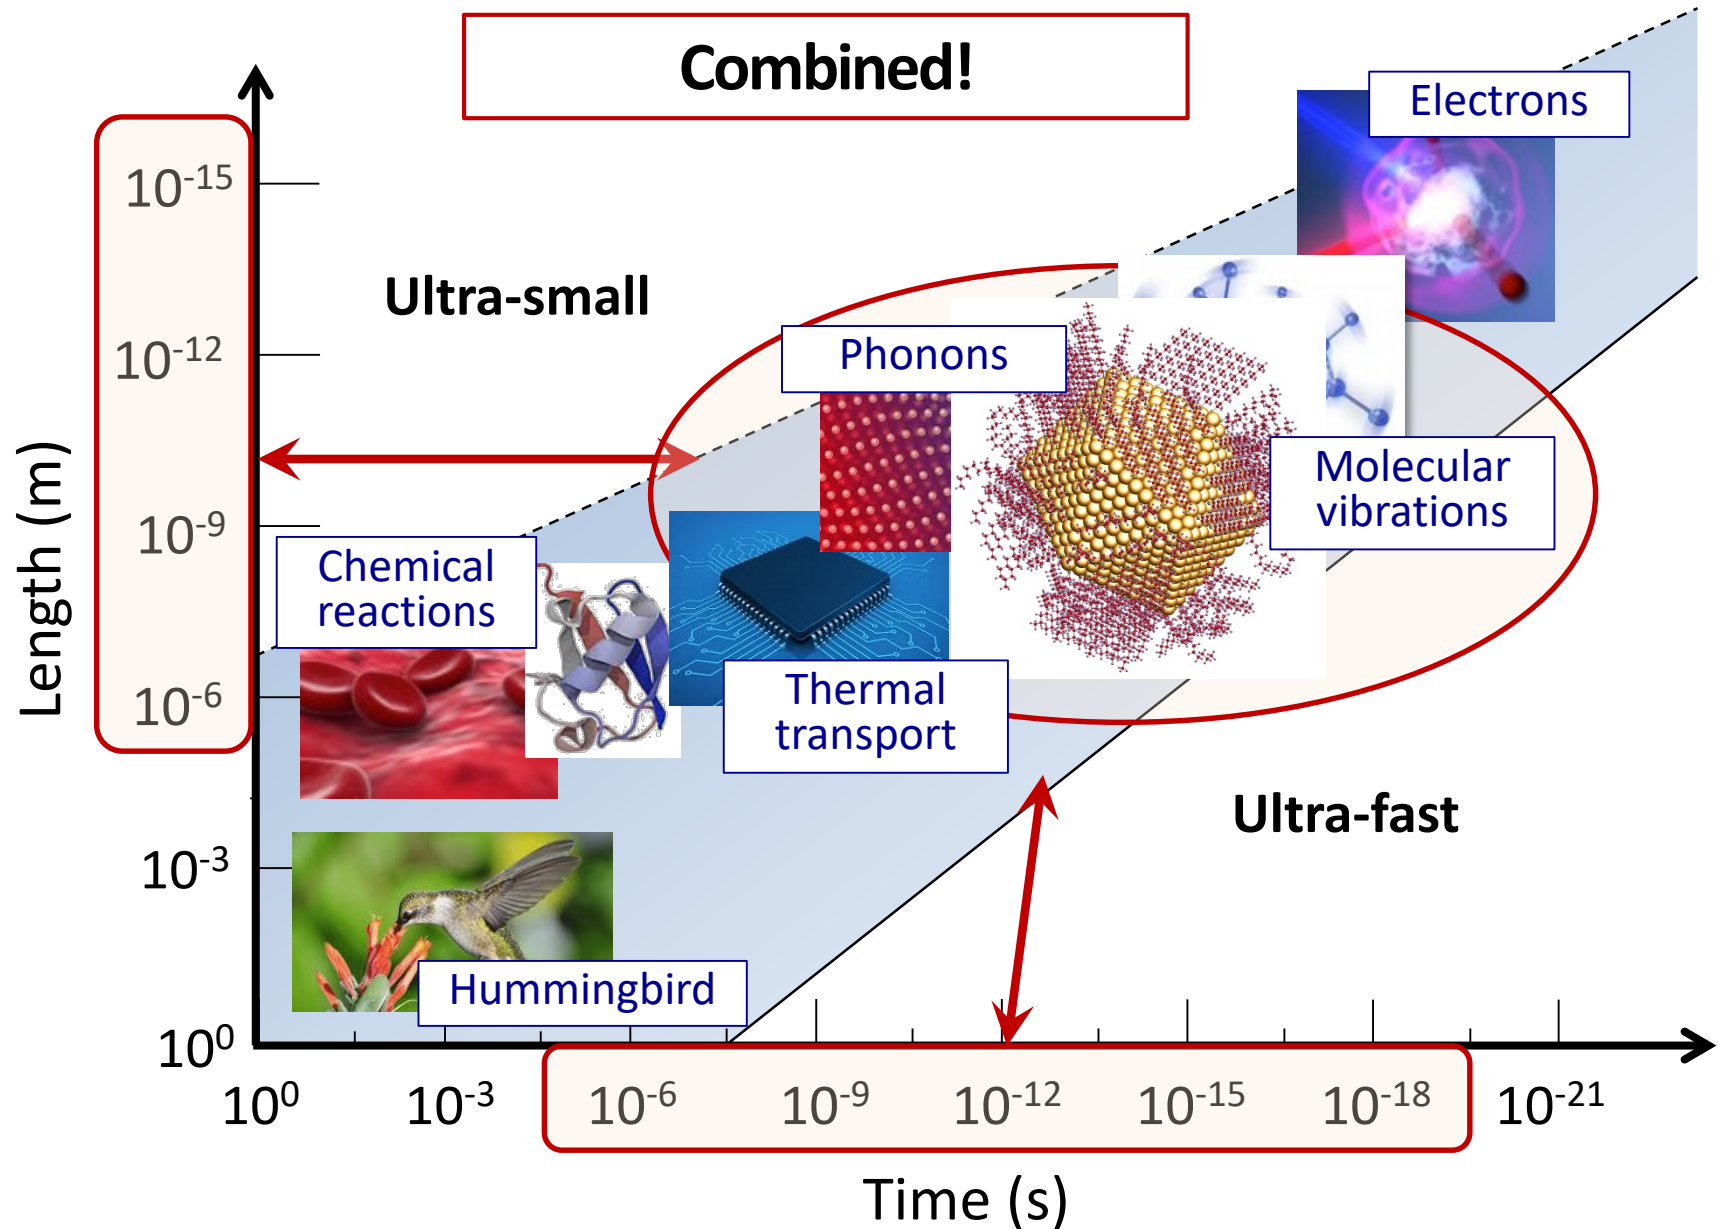 Combined!
Electrons
10⁻¹⁵
Ultra-small
10⁻¹²
Phonons
Molecular
vibrations
10⁻⁹
Chemical
reactions
Length (m)
10⁻⁶
Thermal
transport
Ultra-fast
10⁻³
Hummingbird
10⁰
10⁰ 10⁻³ 10⁻⁶ 10⁻⁹ 10⁻¹² 10⁻¹⁵ 10⁻¹⁸ 10⁻²¹
Time (s)